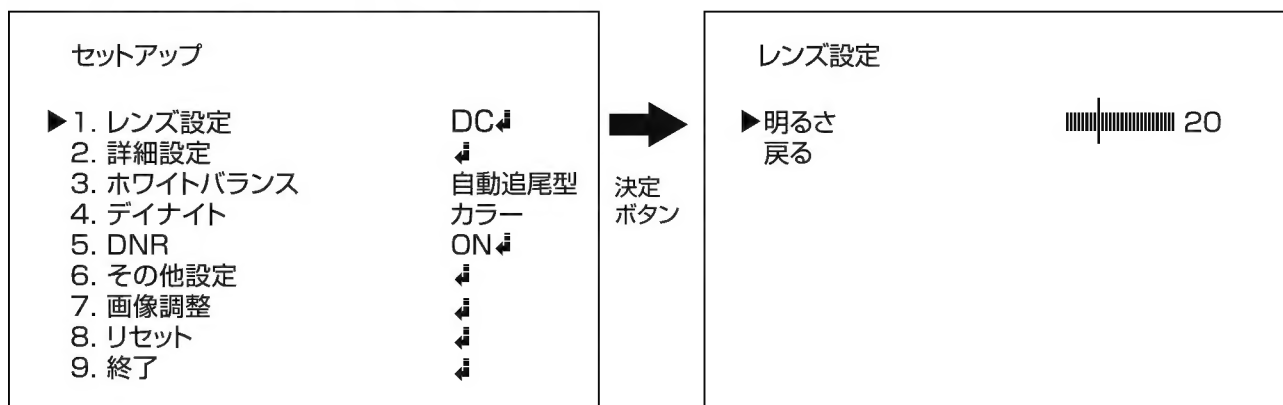 セットアップ
▶1. レンズ設定 DC↲
2. 詳細設定 ↲
3. ホワイトバランス 自動追尾型
4. デイナイト カラー
5. DNR ON↲
6. その他設定 ↲
7. 画像調整 ↲
8. リセット ↲
9. 終了 ↲
決定
ボタン
レンズ設定
▶明るさ 20
戻る